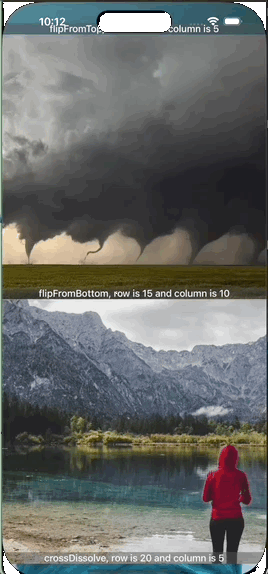 10:12
flipFromTop, column is 5
flipFromBottom, row is 15 and column is 10
crossDissolve, row is 20 and column is 5